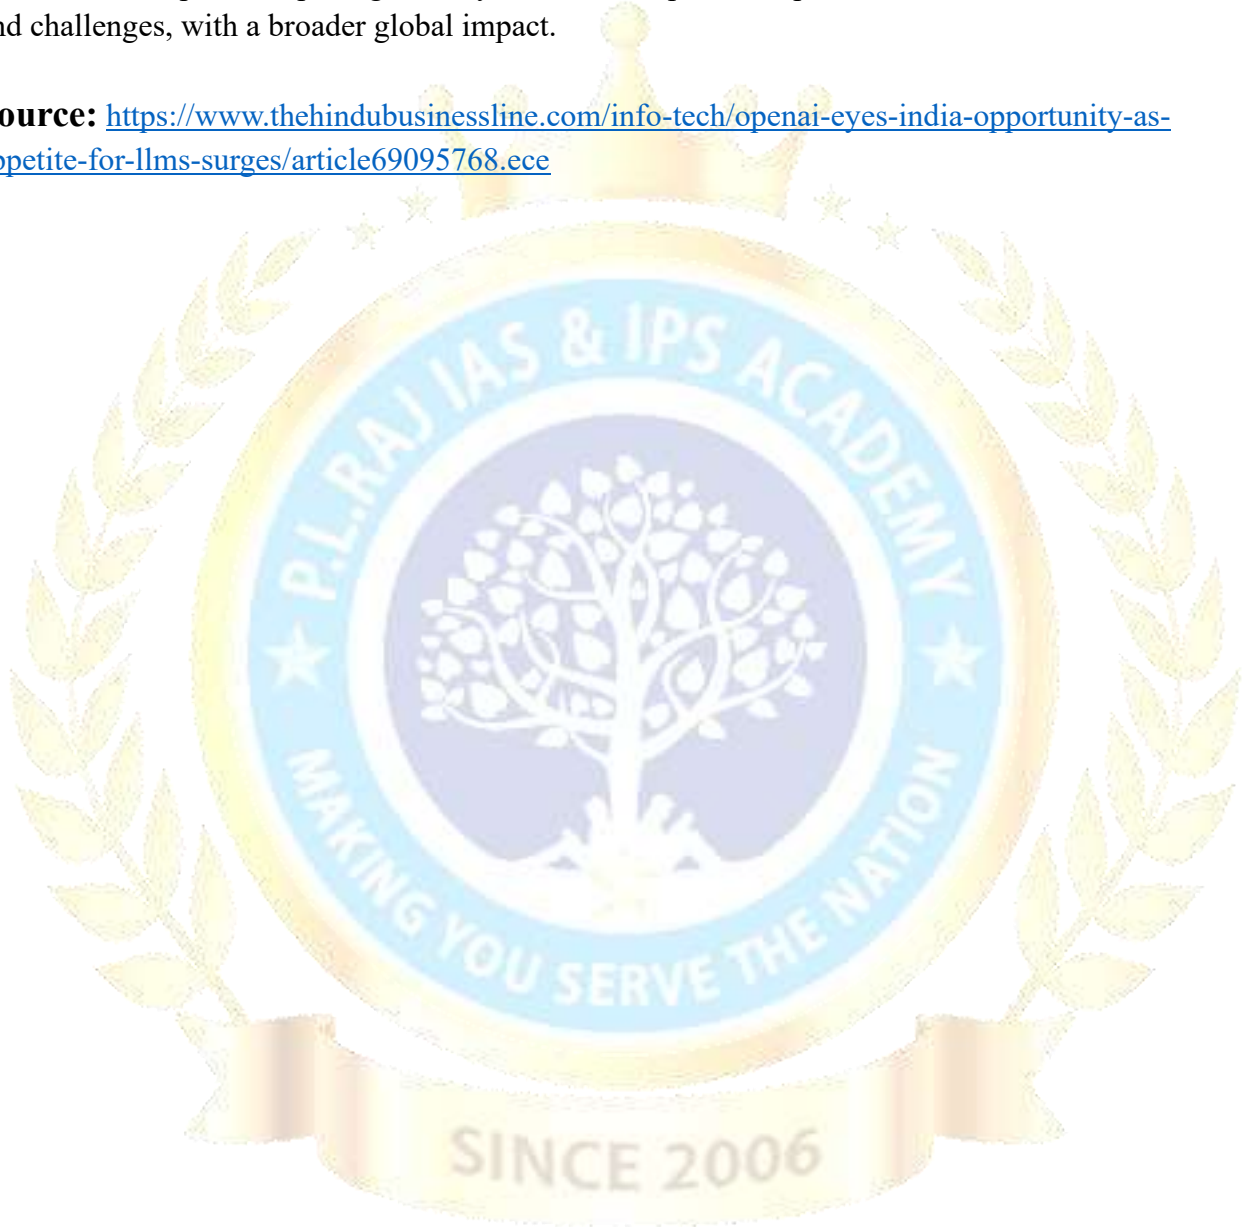 nd challenges, with a broader global impact.
ource: https://www.thehindubusinessline.com/info-tech/openai-eyes-india-opportunity-as-
ppetite-for-llms-surges/article69095768.ece
P.L.RAJ IAS & IPS ACADEMY
MAKING YOU SERVE THE NATION
SINCE 2006